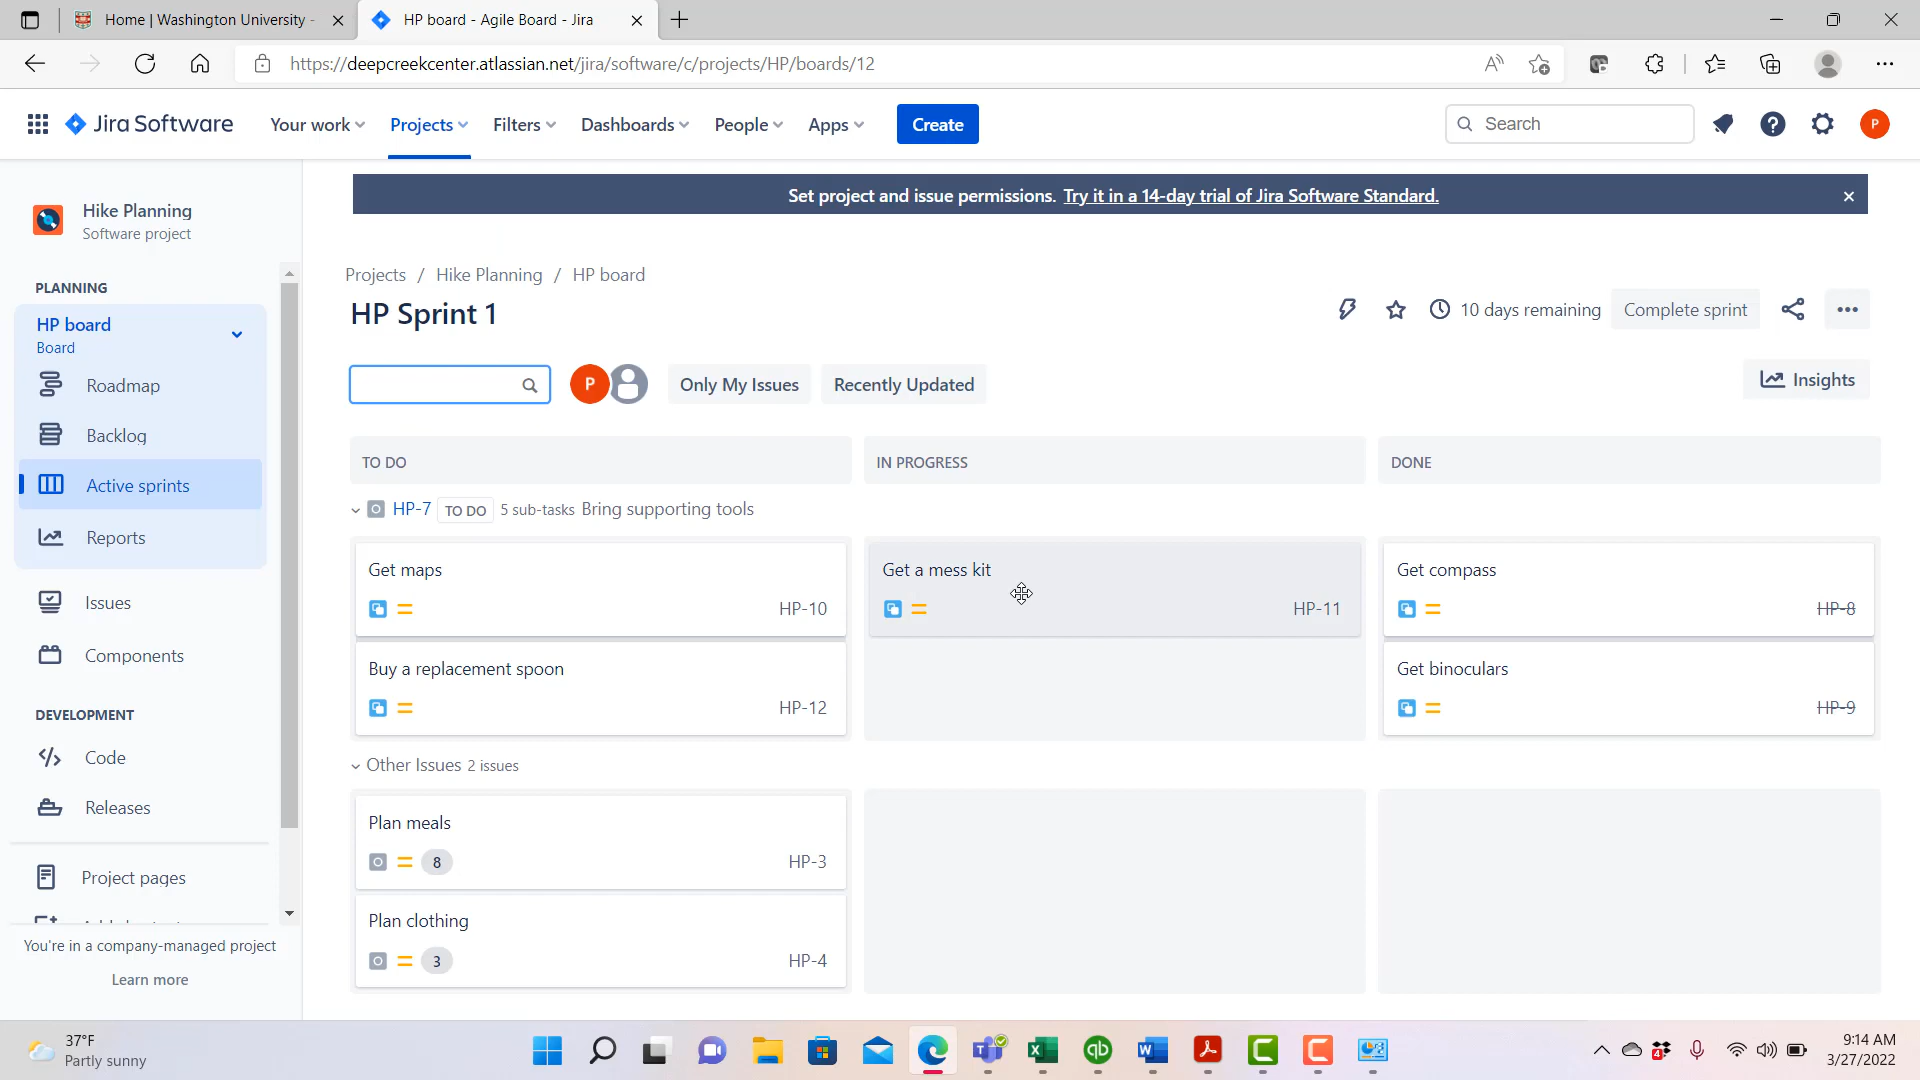 Home | Washington University -
HP board - Agile Board - Jira
https://deepcreekcenter.atlassian.net/jira/software/c/projects/HP/boards/12
Jira Software
Your work
Projects
Filters
Dashboards
People
Apps
Create
Search
P
Hike Planning
Software project
Set project and issue permissions. Try it in a 14-day trial of Jira Software Standard.
PLANNING
HP board
Board
Roadmap
Backlog
Active sprints
Reports
Issues
Components
DEVELOPMENT
Code
Releases
Project pages
You're in a company-managed project
Learn more
Projects / Hike Planning / HP board
HP Sprint 1
10 days remaining
Complete sprint
P
Only My Issues
Recently Updated
Insights
TO DO
IN PROGRESS
DONE
HP-7 TO DO 5 sub-tasks Bring supporting tools
Get maps
HP-10
Get a mess kit
HP-11
Get compass
HP-8
Buy a replacement spoon
HP-12
Get binoculars
HP-9
Other Issues 2 issues
Plan meals
8
HP-3
Plan clothing
3
HP-4
37°F
Partly sunny
4
9:14 AM
3/27/2022